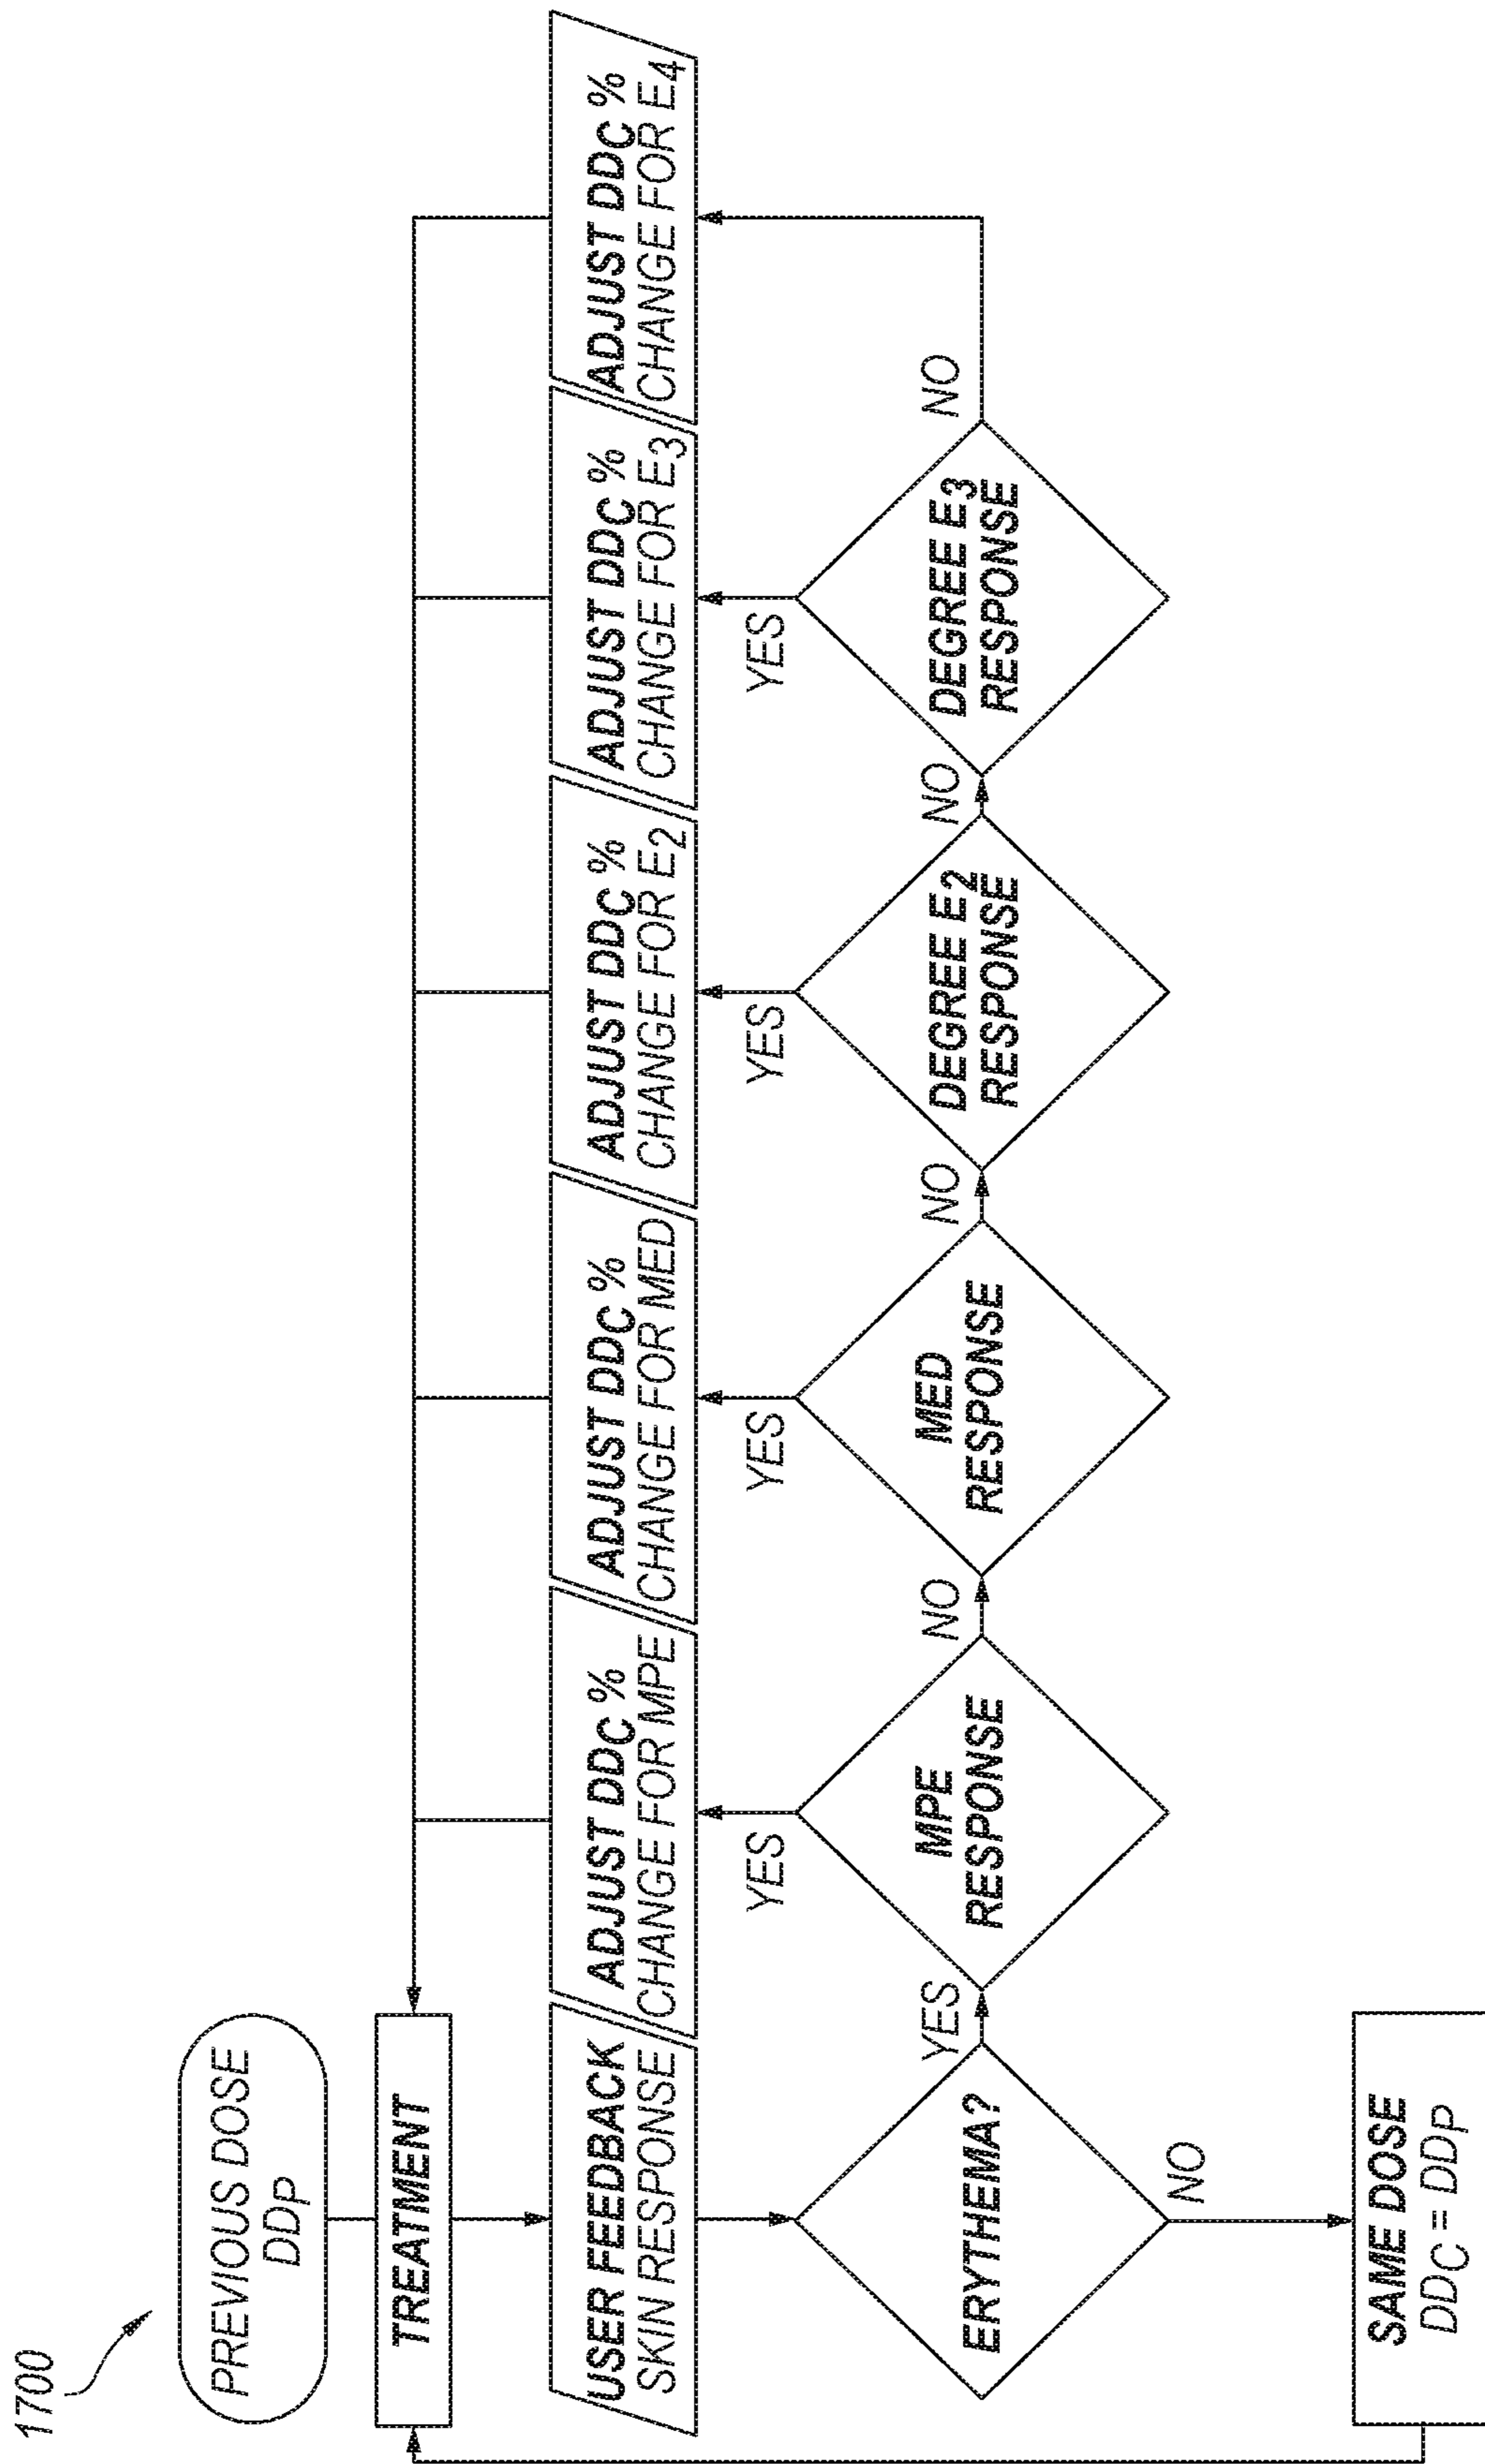 1700
PREVIOUS DOSE
DDP
TREATMENT
USER FEEDBACK
SKIN RESPONSE
ADJUST DDC %
CHANGE FOR MPE
ADJUST DDC %
CHANGE FOR MED
ADJUST DDC %
CHANGE FOR E2
ADJUST DDC %
CHANGE FOR E3
ADJUST DDC %
CHANGE FOR E4
YES
YES
YES
YES
ERYTHEMA?
YES
MPE
RESPONSE
NO
MED
RESPONSE
NO
DEGREE E2
RESPONSE
NO
DEGREE E3
RESPONSE
NO
NO
SAME DOSE
DDC = DDP